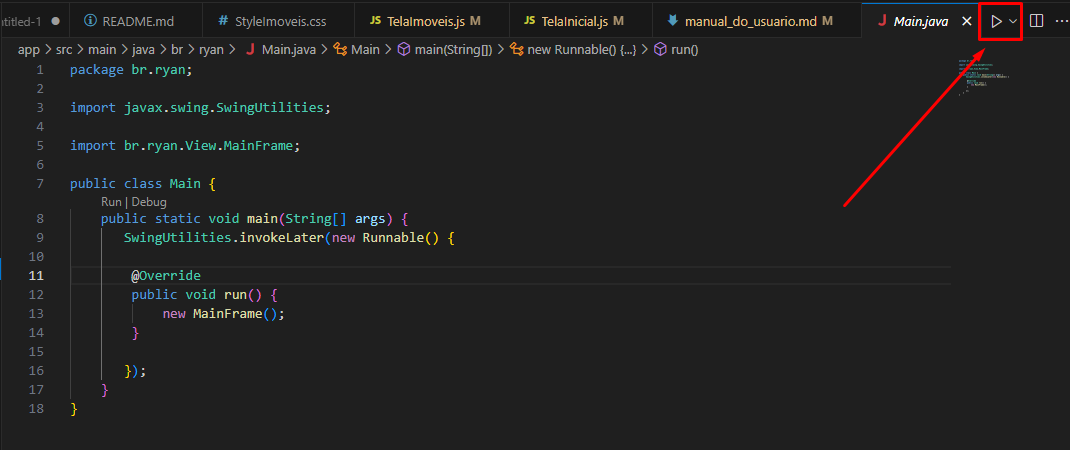 ntitled-1 README.md StyleImoveis.css JS TelaImoveis.js M JS TelaInicial.js M manual_do_usuario.md M J Main.java
app > src > main > java > br > ryan > J Main.java > Main > main(String[]) > new Runnable() {...} > run()
1 package br.ryan;
2
3 import javax.swing.SwingUtilities;
4
5 import br.ryan.View.MainFrame;
6
7 public class Main {
Run | Debug
8 public static void main(String[] args) {
9 SwingUtilities.invokeLater(new Runnable() {
10
11 @Override
12 public void run() {
13 new MainFrame();
14 }
15
16 });
17 }
18 }